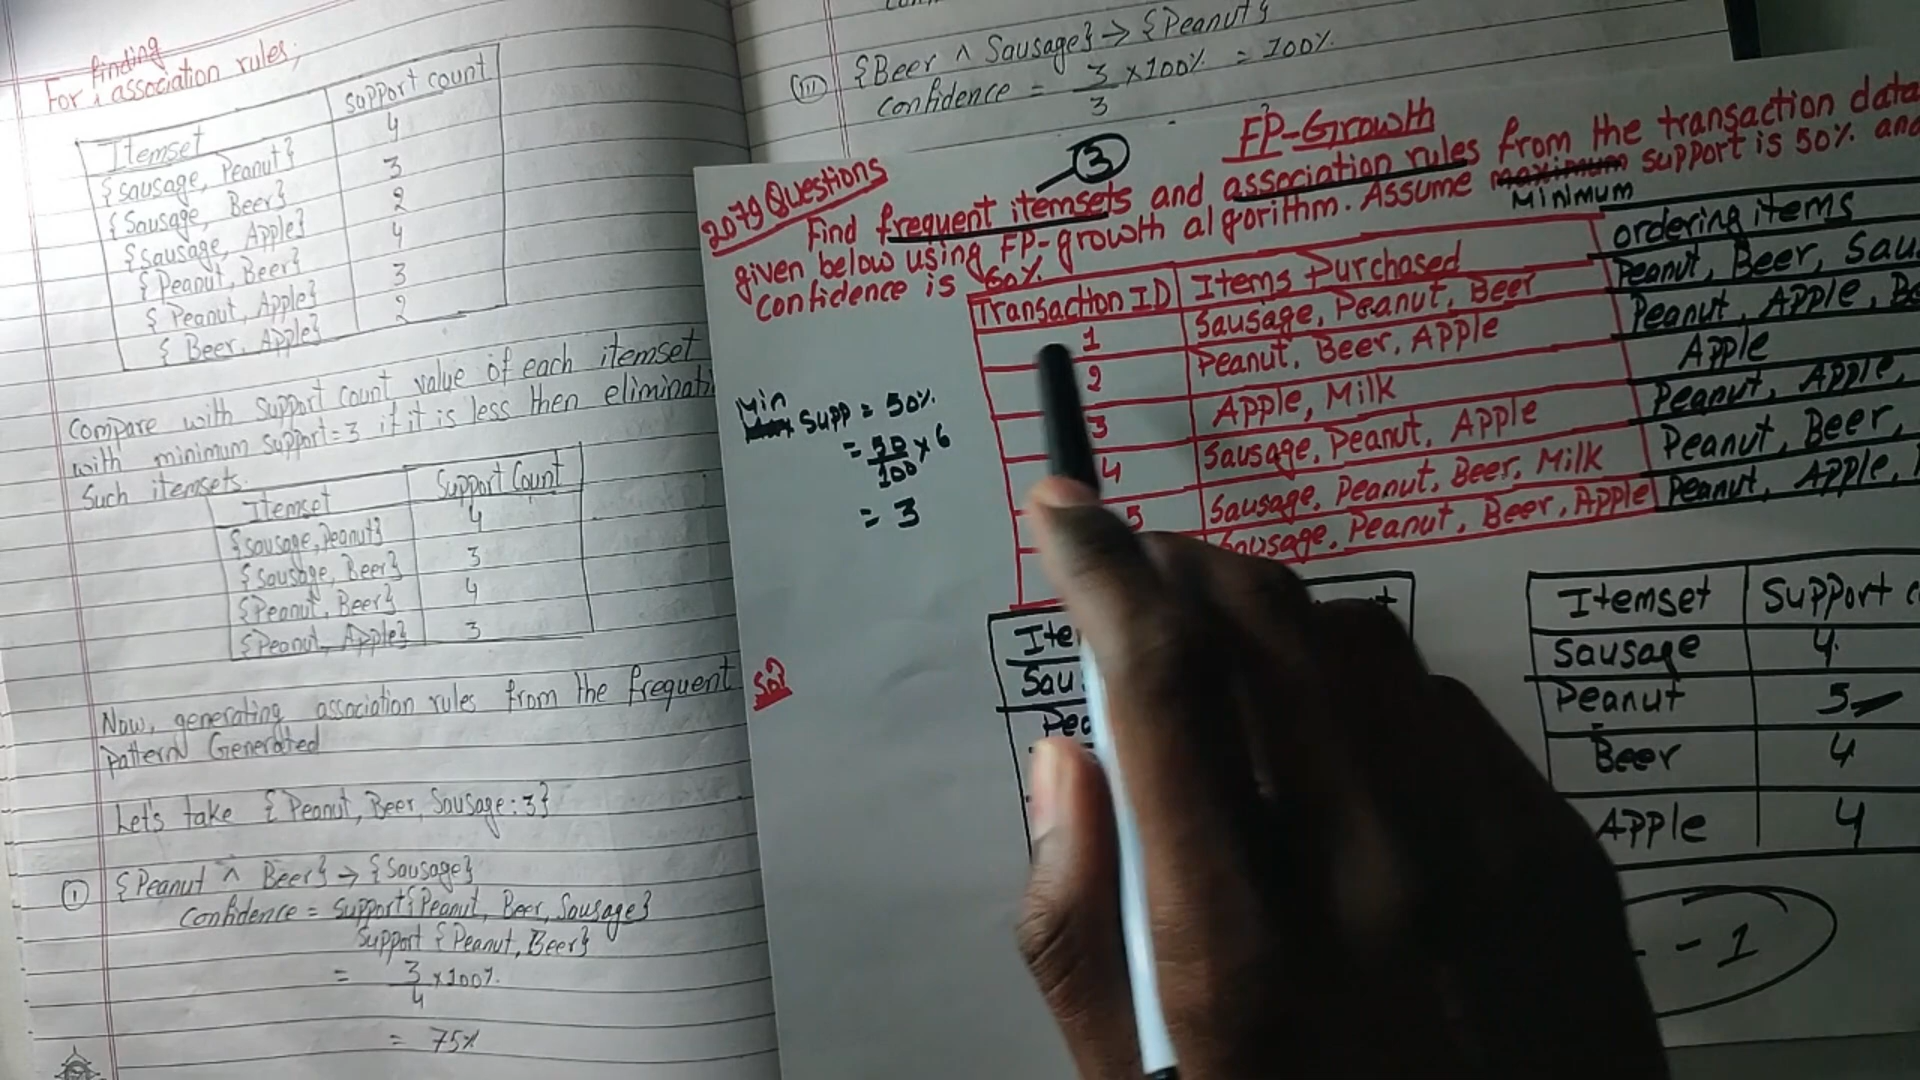 For finding association rules;
Itemset support count
{sausage, Peanut} 4
{Sausage, Beer} 3
{sausage, Apple} 2
{Peanut, Beer} 4
{Peanut, Apple} 3
{Beer, Apple} 2
Compare with support count value of each itemset
with minimum support=3 if it is less then eliminati
Such itemsets.
Itemset Support Count
{sausage, Peanut} 4
{sausage, Beer} 3
{Peanut, Beer} 4
{Peanut, Apple} 3
Now, generating association rules from the frequent
pattern Generated
Let's take {Peanut, Beer, Sausage:3}
(i) {Peanut ^ Beer} → {Sausage}
Confidence = Support{Peanut, Beer, Sausage}
Support {Peanut, Beer}
= 3/4 ×100%
= 75%
(iii) {Beer ^ Sausage} → {Peanut}
confidence = 3/3 ×100% = 100%
3
FP-Growth
2079 Questions
Find frequent itemsets and association rules from the transaction data
given below using FP-growth algorithm. Assume maximum support is 50% and
Minimum
confidence is 60%.
Transaction ID Items Purchased ordering items
1 Sausage, Peanut, Beer Peanut, Beer, Sau
2 Peanut, Beer, Apple Peanut, Apple, Be
3 Apple, Milk Apple
4 Sausage, Peanut, Apple Peanut, Apple,
5 Sausage, Peanut, Beer, Milk Peanut, Beer,
Sausage, Peanut, Beer, Apple Peanut, Apple,
Min
Supp = 50%
= 50/100 × 6
= 3
Sol
Ite
Sau
Pea
Itemset Support c
Sausage 4
Peanut 5
Beer 4
Apple 4
- - 1